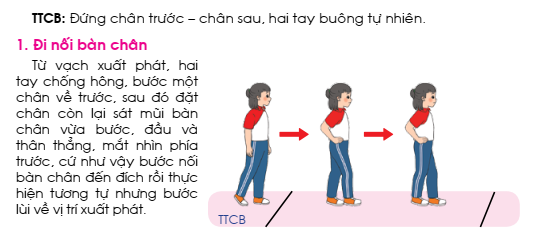 TTCB: Đứng chân trước – chân sau, hai tay buông tự nhiên.
1. Đi nối bàn chân
Từ vạch xuất phát, hai
tay chống hông, bước một
chân về trước, sau đó đặt
chân còn lại sát mũi bàn
chân vừa bước, đầu và
thân thẳng, mắt nhìn phía
trước, cứ như vậy bước nối
bàn chân đến đích rồi thực
hiện tương tự nhưng bước
lùi về vị trí xuất phát.
TTCB